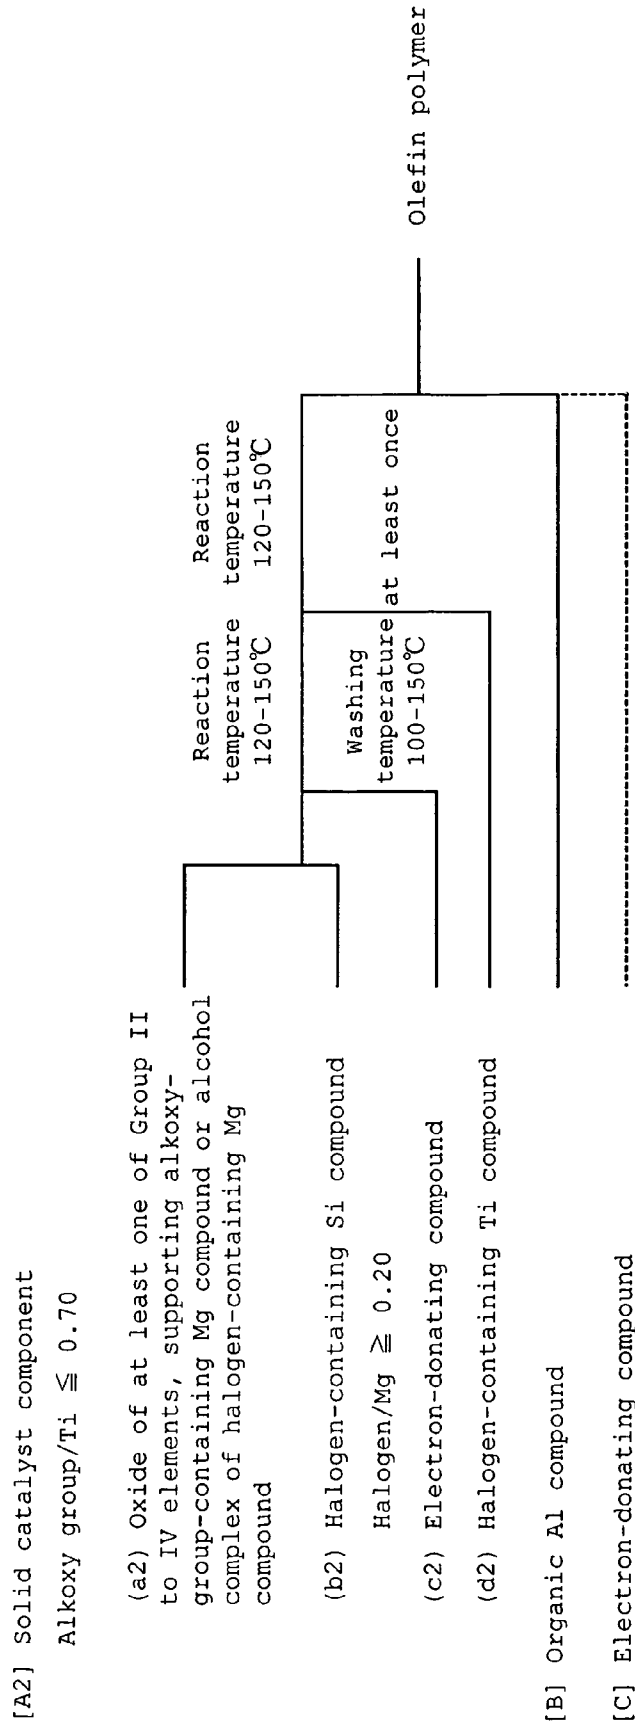 [A2] Solid catalyst component
Alkoxy group/Ti ≦ 0.70
(a2) Oxide of at least one of Group II
to IV elements, supporting alkoxy-
group-containing Mg compound or alcohol
complex of halogen-containing Mg
compound
(b2) Halogen-containing Si compound
Halogen/Mg ≧ 0.20
(c2) Electron-donating compound
(d2) Halogen-containing Ti compound
[B] Organic Al compound
[C] Electron-donating compound
Reaction
temperature
120-150℃
Washing
temperature
100-150℃
at least once
Reaction
temperature
120-150℃
Olefin polymer